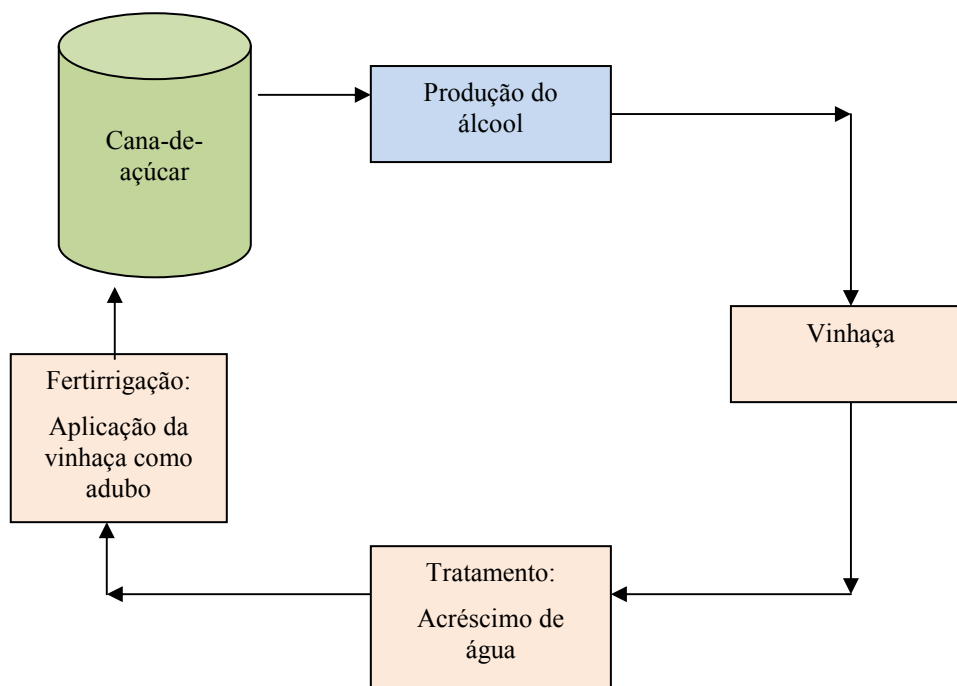 Cana-de-
açúcar
Produção do
álcool
Vinhaça
Tratamento:
Acréscimo de
água
Fertirrigação:
Aplicação da
vinhaça como
adubo